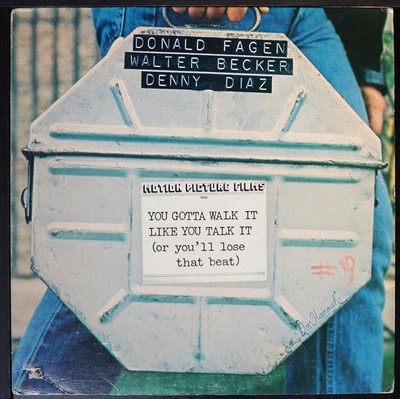 DONALD FAGEN
WALTER BECKER
DENNY DIAZ
MOTION PICTURE FILMS
YOU GOTTA WALK IT
LIKE YOU TALK IT
(or you'll lose
that beat)
#9